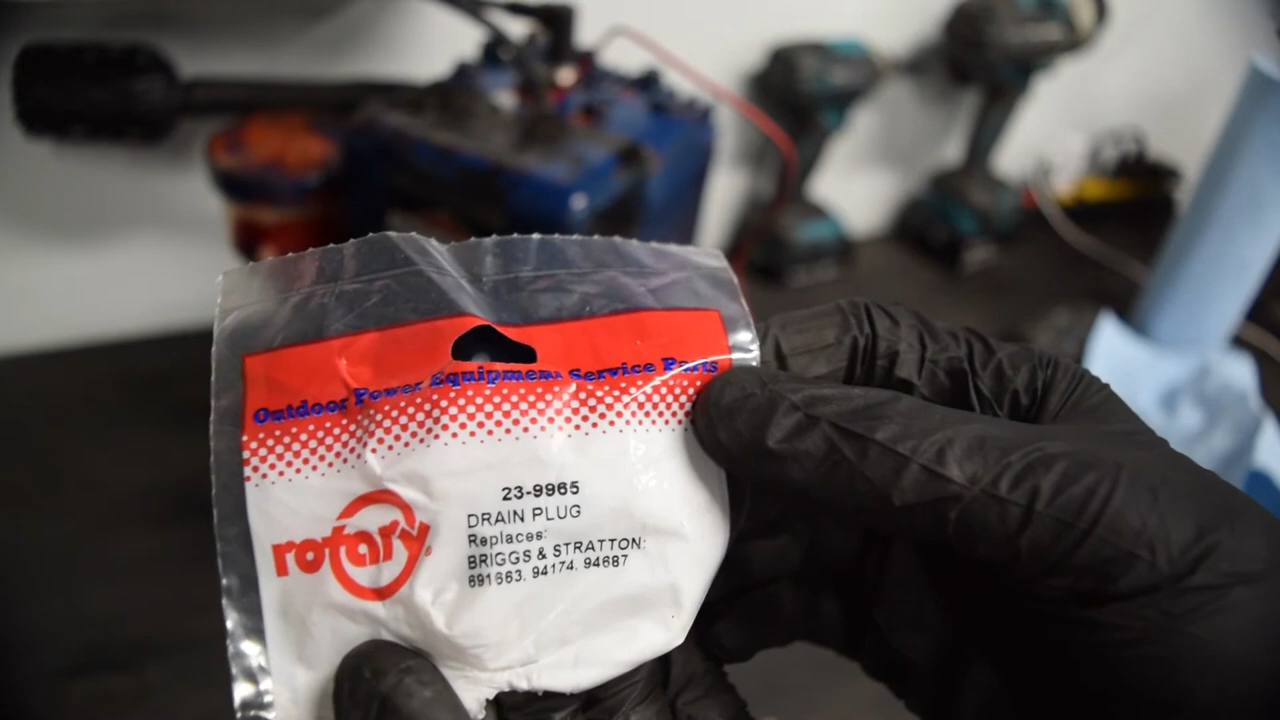 Outdoor Power Equipment Service Parts
rotary®
23-9965
DRAIN PLUG
Replaces:
BRIGGS & STRATTON:
691663, 94174, 94687